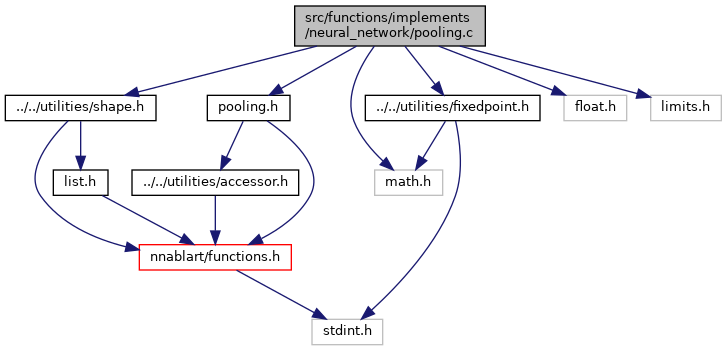 src/functions/implements
/neural_network/pooling.c
../../utilities/shape.h
pooling.h
../../utilities/fixedpoint.h
float.h
limits.h
list.h
../../utilities/accessor.h
math.h
nnablart/functions.h
stdint.h